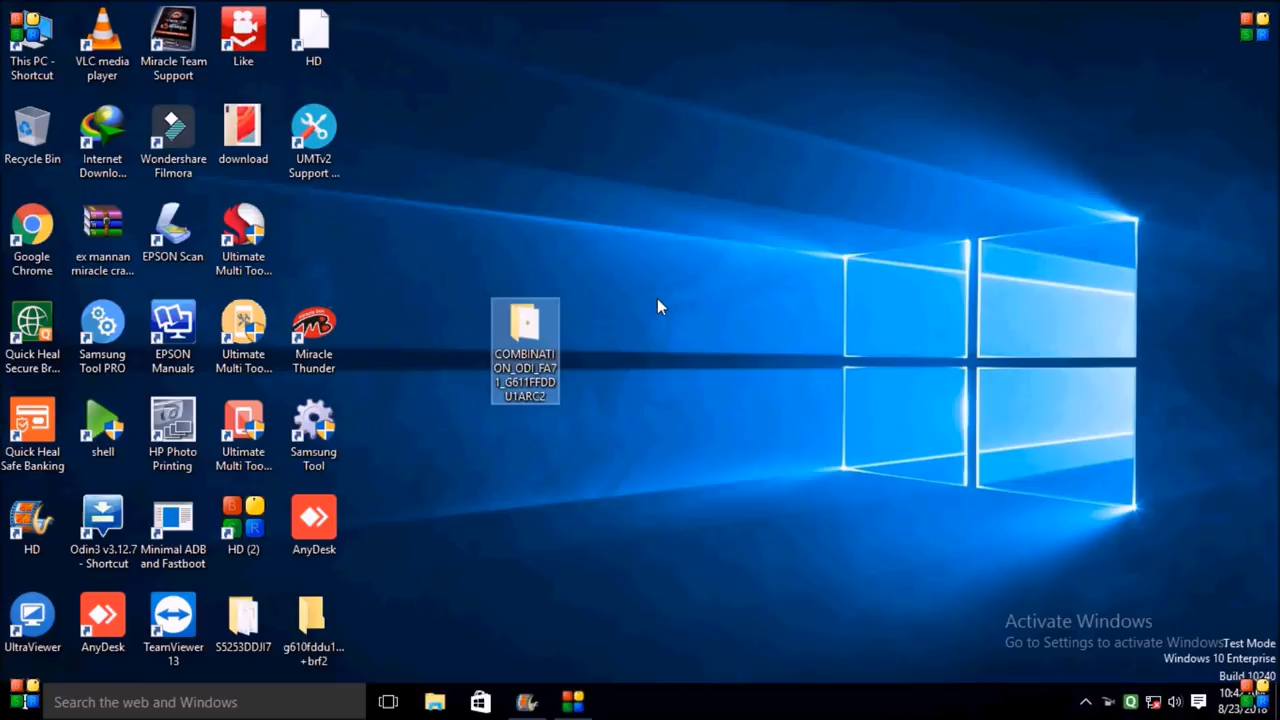 This PC -
Shortcut
VLC media
player
Miracle Team
Support
Like
HD
Recycle Bin
Internet
Downlo...
Wondershare
Filmora
download
UMTv2
Support ...
Google
Chrome
ex mannan
miracle cra...
EPSON Scan
Ultimate
Multi Too...
Quick Heal
Secure Br...
Samsung
Tool PRO
EPSON
Manuals
Ultimate
Multi Too...
Miracle
Thunder
COMBINATI
ON_ODI_FA7
1_G611FFDD
U1ARC2
Quick Heal
Safe Banking
shell
HP Photo
Printing
Ultimate
Multi Too...
Samsung
Tool
HD
Odin3 v3.12.7
- Shortcut
Minimal ADB
and Fastboot
HD (2)
AnyDesk
UltraViewer
AnyDesk
TeamViewer
13
S5253DDJI7
g610fddu1...
+brf2
Activate Windows
Go to Settings to activate Windows
Test Mode
Windows 10 Enterprise
Build 10240
Search the web and Windows
8/23/2018